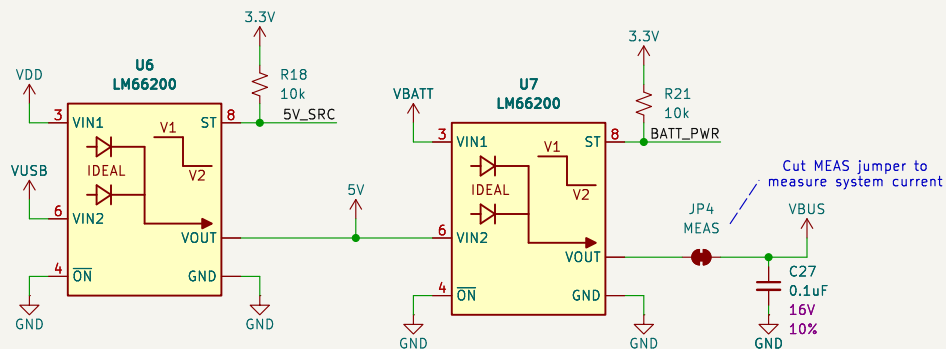 3.3V
U6
LM66200
R18
10k
VDD
3
VIN1
V1
V2
ST
8
5V_SRC
IDEAL
VUSB
6
VIN2
VOUT
5V
4
ON
GND
GND
GND
3.3V
U7
LM66200
R21
10k
VBATT
3
VIN1
V1
V2
ST
8
BATT_PWR
IDEAL
6
VIN2
VOUT
4
ON
GND
GND
GND
Cut MEAS jumper to
measure system current
JP4
MEAS
VBUS
C27
0.1uF
16V
10%
GND